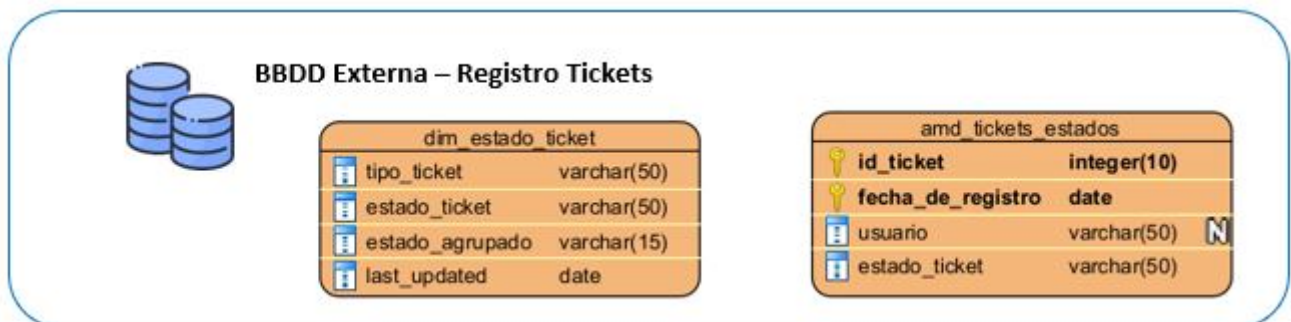 BBDD Externa – Registro Tickets
dim_estado_ticket
tipo_ticket varchar(50)
estado_ticket varchar(50)
estado_agrupado varchar(15)
last_updated date
amd_tickets_estados
id_ticket integer(10)
fecha_de_registro date
usuario varchar(50) N
estado_ticket varchar(50)